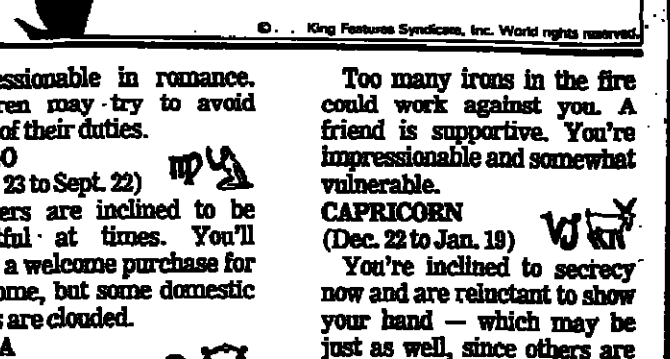 ©. . . King Features Syndicate, Inc. World rights reserved.
essionable in romance.
ren may try to avoid
of their duties.
O
23 to Sept. 22)
ers are inclined to be
tful at times. You'll
a welcome purchase for
ome, but some domestic
s are clouded.
A
Too many irons in the fire
could work against you. A
friend is supportive. You're
impressionable and somewhat
vulnerable.
CAPRICORN
(Dec. 22 to Jan. 19)
You're inclined to secrecy
now and are reluctant to show
your hand — which may be
just as well, since others are